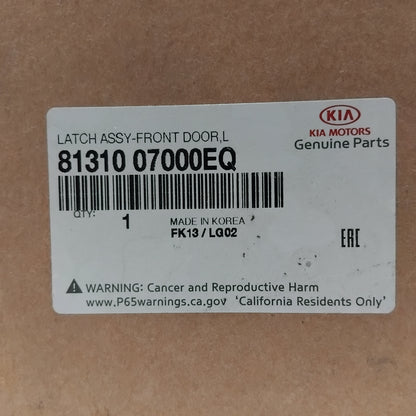 LATCH ASSY-FRONT DOOR,L
81310 07000EQ
KIA
KIA MOTORS
Genuine Parts
QTY:
1
MADE IN KOREA
FK13 / LG02
EAC
WARNING: Cancer and Reproductive Harm
www.P65warnings.ca.gov 'California Residents Only'